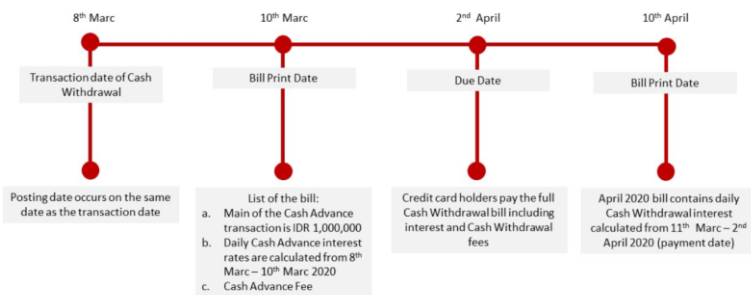 8th Marc
10th Marc
2nd April
10th April
Transaction date of Cash
Withdrawal
Bill Print Date
Due Date
Bill Print Date
Posting date occurs on the same
date as the transaction date
List of the bill:
a. Main of the Cash Advance
transaction is IDR 1,000,000
b. Daily Cash Advance interest
rates are calculated from 8th
Marc – 10th Marc 2020
c. Cash Advance Fee
Credit card holders pay the full
Cash Withdrawal bill including
interest and Cash Withdrawal
fees
April 2020 bill contains daily
Cash Withdrawal interest
calculated from 11th Marc – 2nd
April 2020 (payment date)